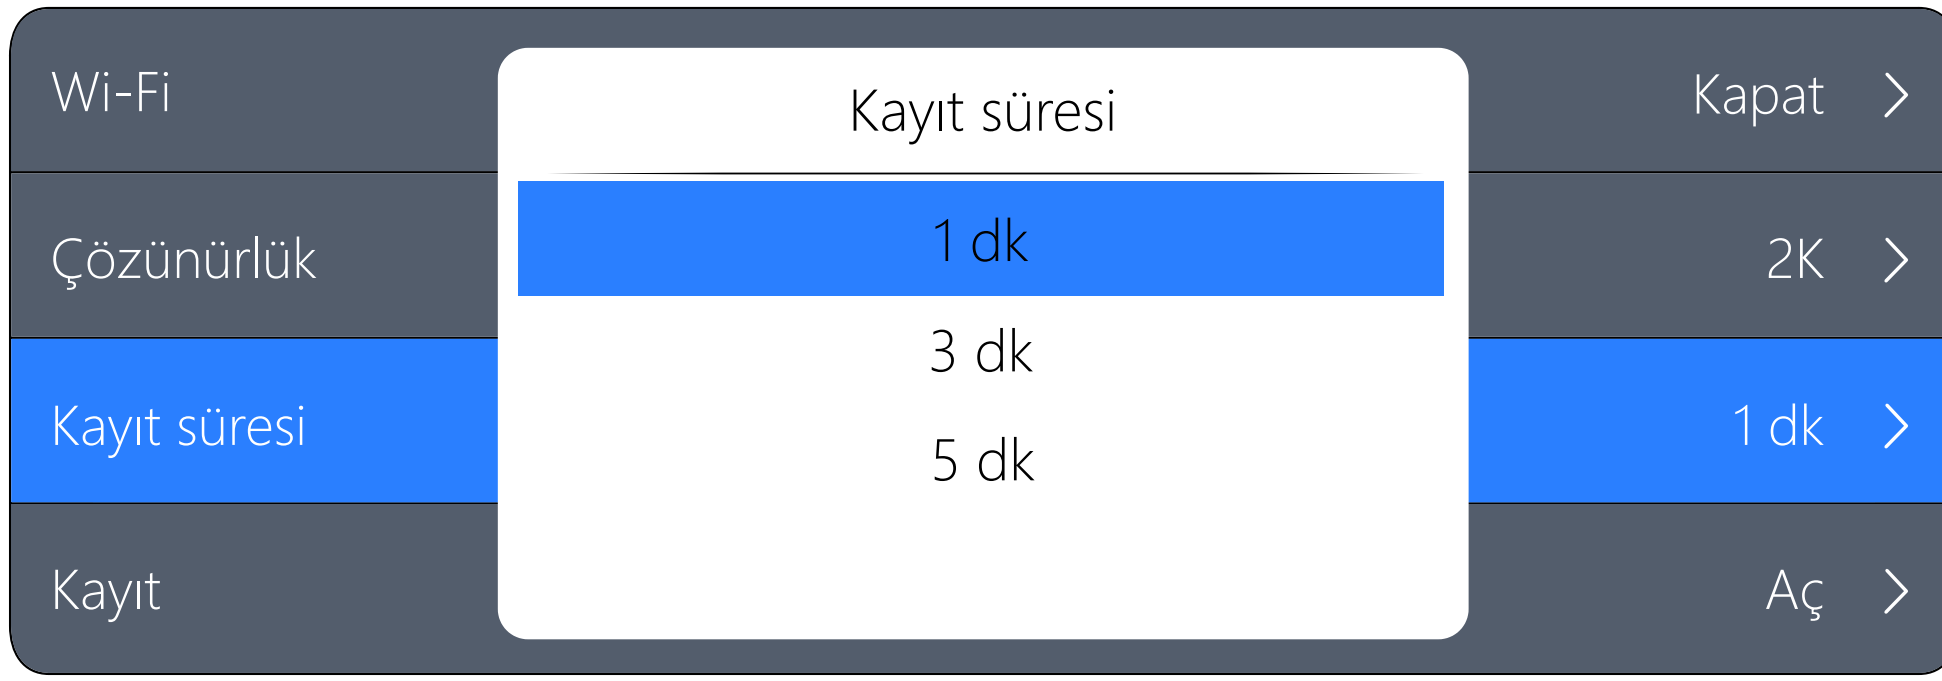 Wi-Fi
Kapat
Çözünürlük
2K
Kayıt süresi
1 dk
Kayıt
Aç
Kayıt süresi
1 dk
3 dk
5 dk